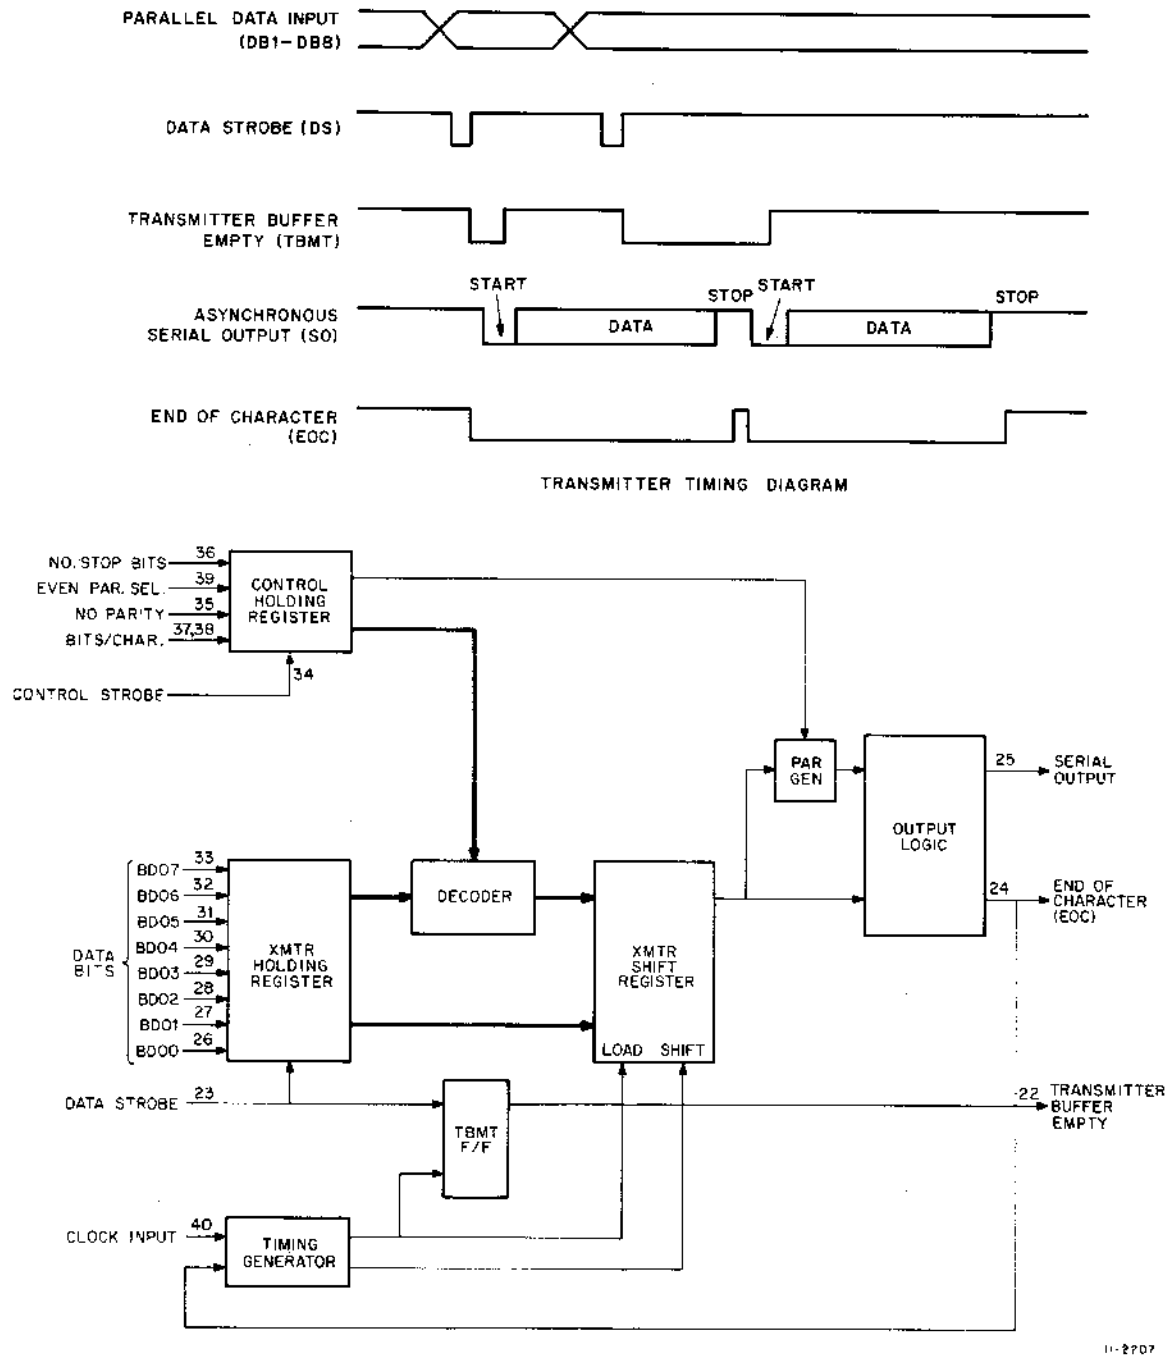 PARALLEL DATA INPUT
(DB1-DB8)
DATA STROBE (DS)
TRANSMITTER BUFFER
EMPTY (TBMT)
START
STOP
START
STOP
ASYNCHRONOUS
SERIAL OUTPUT (SO)
DATA
DATA
END OF CHARACTER
(EOC)
TRANSMITTER TIMING DIAGRAM
NO. STOP BITS
36
EVEN PAR. SEL.
39
NO PARITY
35
BITS/CHAR.
37,38
CONTROL
HOLDING
REGISTER
CONTROL STROBE
34
PAR
GEN
OUTPUT
LOGIC
25
SERIAL
OUTPUT
24
END OF
CHARACTER
(EOC)
DATA
BITS
BD07
33
BD06
32
BD05
31
BD04
30
BD03
29
BD02
28
BD01
27
BD00
26
XMTR
HOLDING
REGISTER
DECODER
XMTR
SHIFT
REGISTER
LOAD SHIFT
DATA STROBE
23
TBMT
F/F
22
TRANSMITTER
BUFFER
EMPTY
CLOCK INPUT
40
TIMING
GENERATOR
11-2207